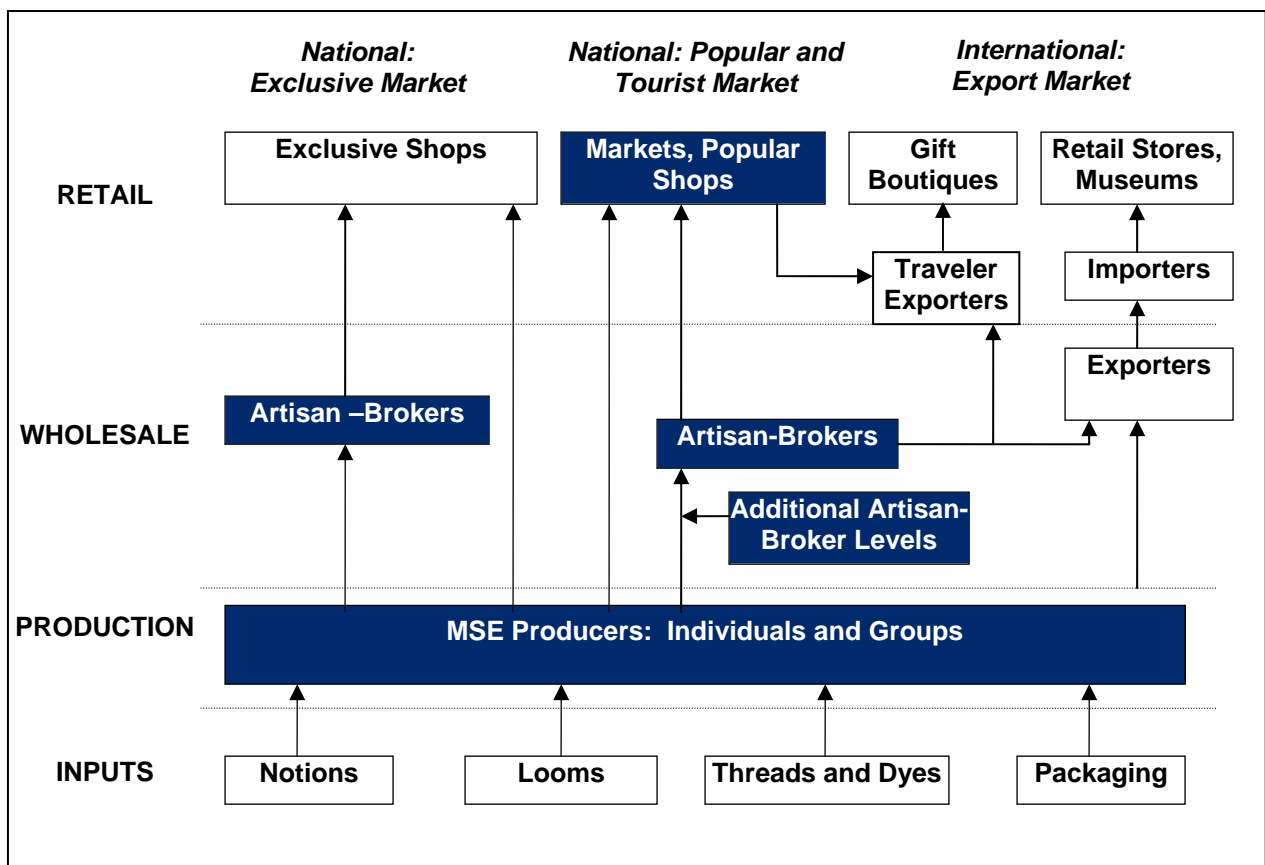 National:
Exclusive Market
National: Popular and
Tourist Market
International:
Export Market
RETAIL
Exclusive Shops
Markets, Popular
Shops
Gift
Boutiques
Retail Stores,
Museums
Traveler
Exporters
Importers
WHOLESALE
Artisan –Brokers
Artisan-Brokers
Exporters
Additional Artisan-
Broker Levels
PRODUCTION
MSE Producers:  Individuals and Groups
INPUTS
Notions
Looms
Threads and Dyes
Packaging